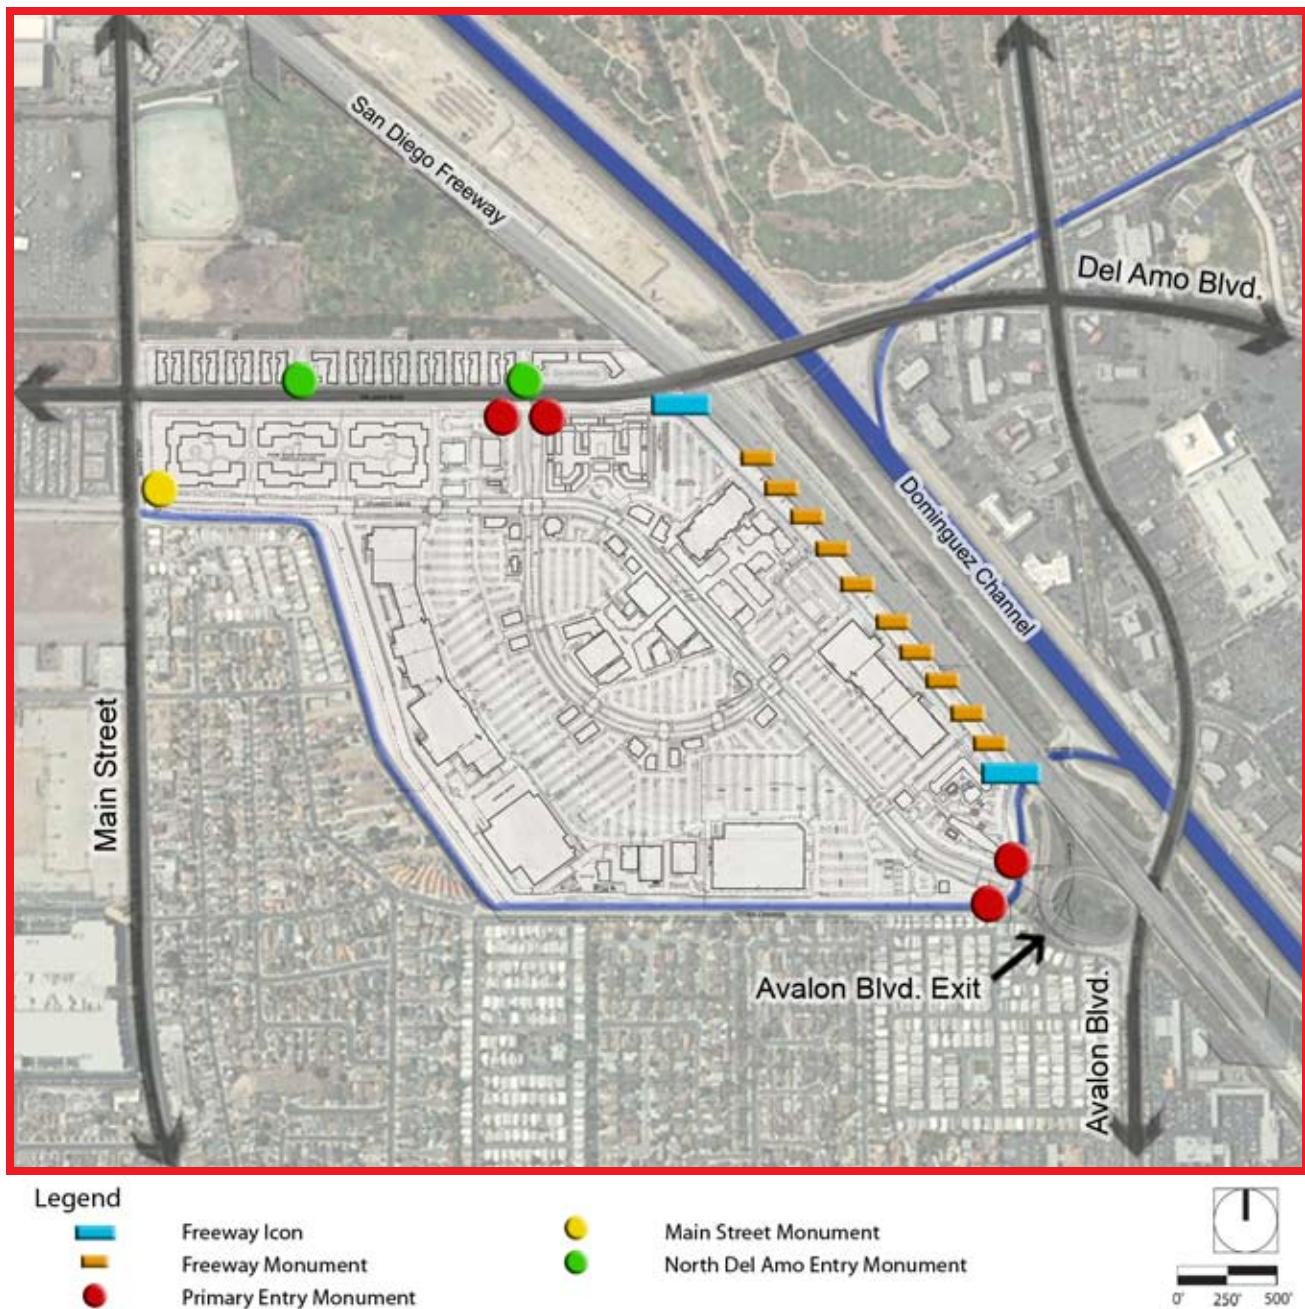 San Diego Freeway
Del Amo Blvd.
Dominguez Channel
Main Street
Avalon Blvd. Exit
Avalon Blvd.
Legend
Freeway Icon
Freeway Monument
Primary Entry Monument
Main Street Monument
North Del Amo Entry Monument
0' 250' 500'